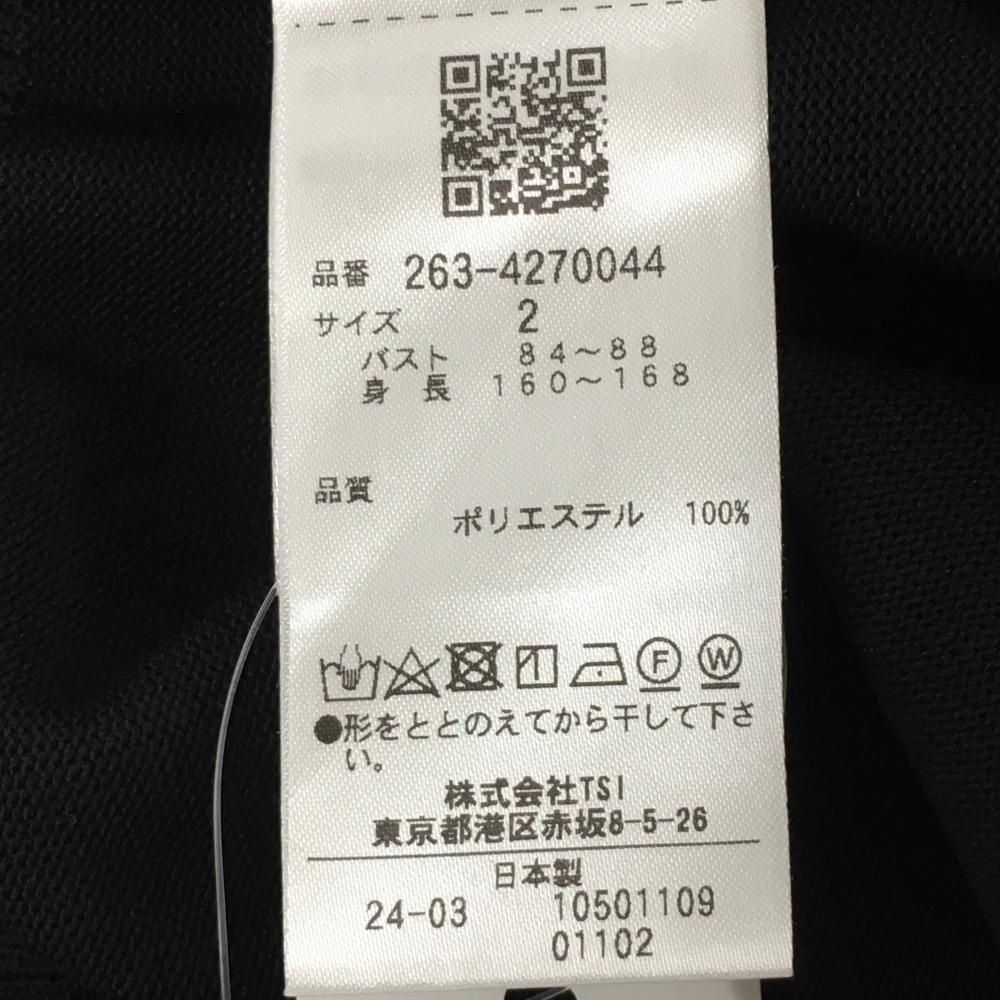 品番 263-4270044
サイズ 2
バスト 84～88
身長 160～168
品質
ポリエステル 100%
F W
●形をととのえてから干して下さ
い。
株式会社TSI
東京都港区赤坂8-5-26
日本製
24-03 10501109
01102